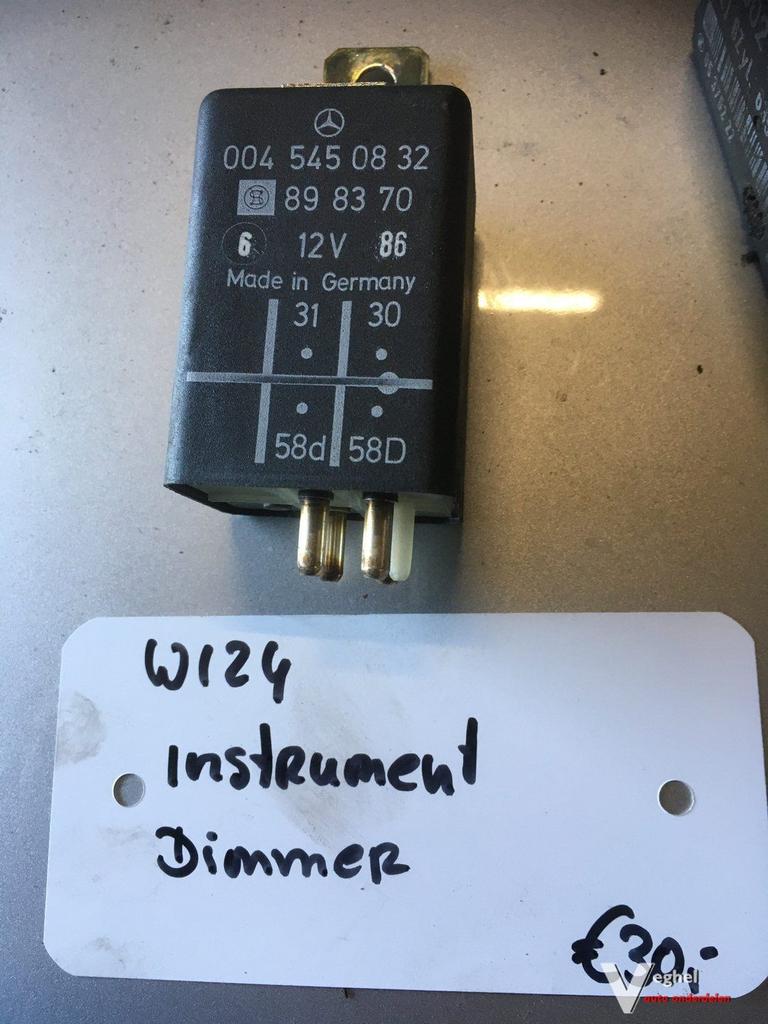 004 545 08 32
89 83 70
6 12V 86
Made in Germany
31 30
58d 58D
W124
Instrument
Dimmer
€30,-
Veghel
auto onderdelen